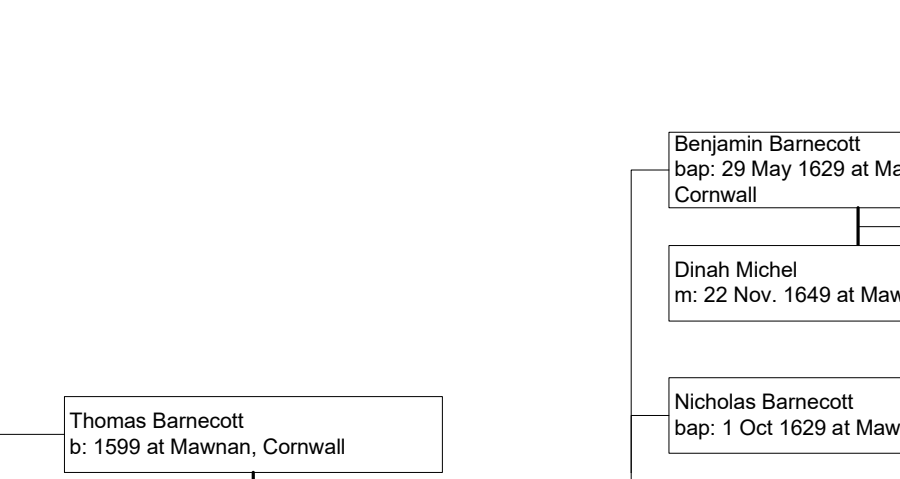 Benjamin Barnecott
bap: 29 May 1629 at
Cornwall
Dinah Michel
m: 22 Nov. 1649 at
Nicholas Barnecott
bap: 1 Oct 1629 at
Thomas Barnecott
b: 1599 at Mawnan, Cornwall